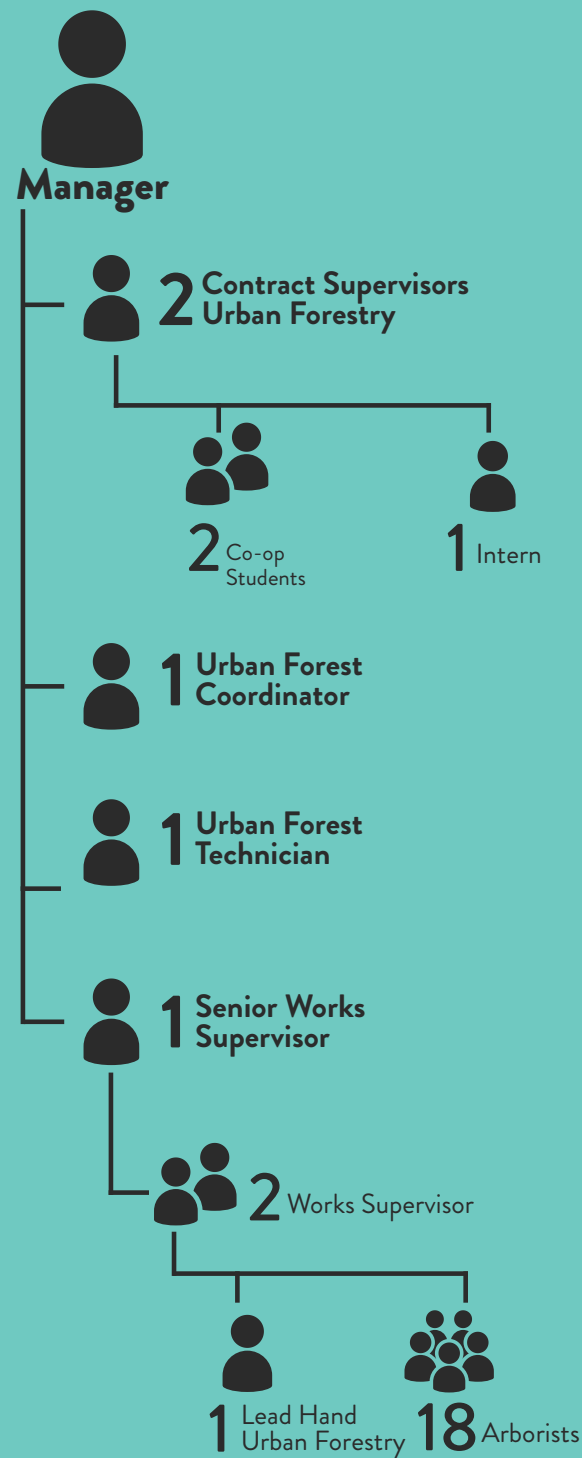 Manager
2 Contract Supervisors
Urban Forestry
2 Co-op
Students
1 Intern
1 Urban Forest
Coordinator
1 Urban Forest
Technician
1 Senior Works
Supervisor
2 Works Supervisor
1 Lead Hand
Urban Forestry
18 Arborists